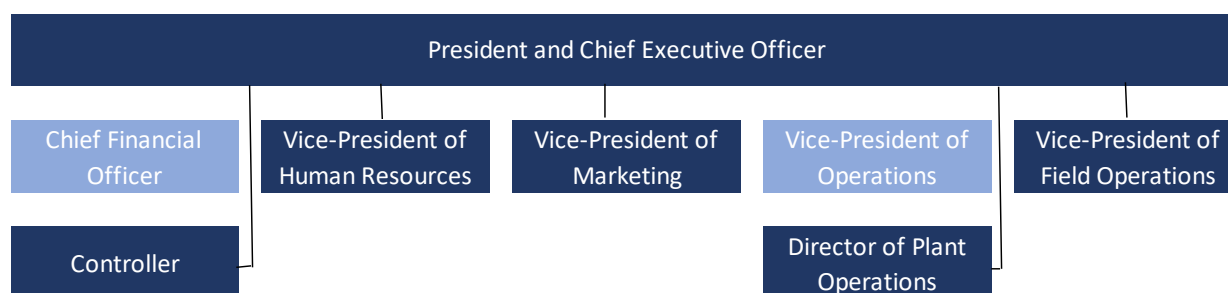 President and Chief Executive Officer
Chief Financial
Officer
Vice-President of
Human Resources
Vice-President of
Marketing
Vice-President of
Operations
Vice-President of
Field Operations
Controller
Director of Plant
Operations